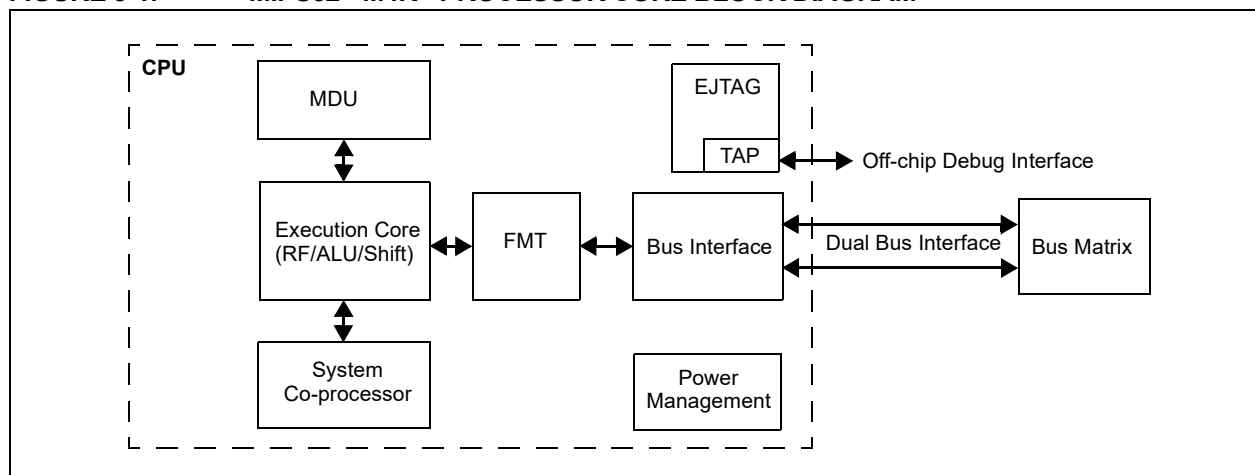 CPU
MDU
EJTAG
TAP
Off-chip Debug Interface
Execution Core
(RF/ALU/Shift)
FMT
Bus Interface
Dual Bus Interface
Bus Matrix
System
Co-processor
Power
Management